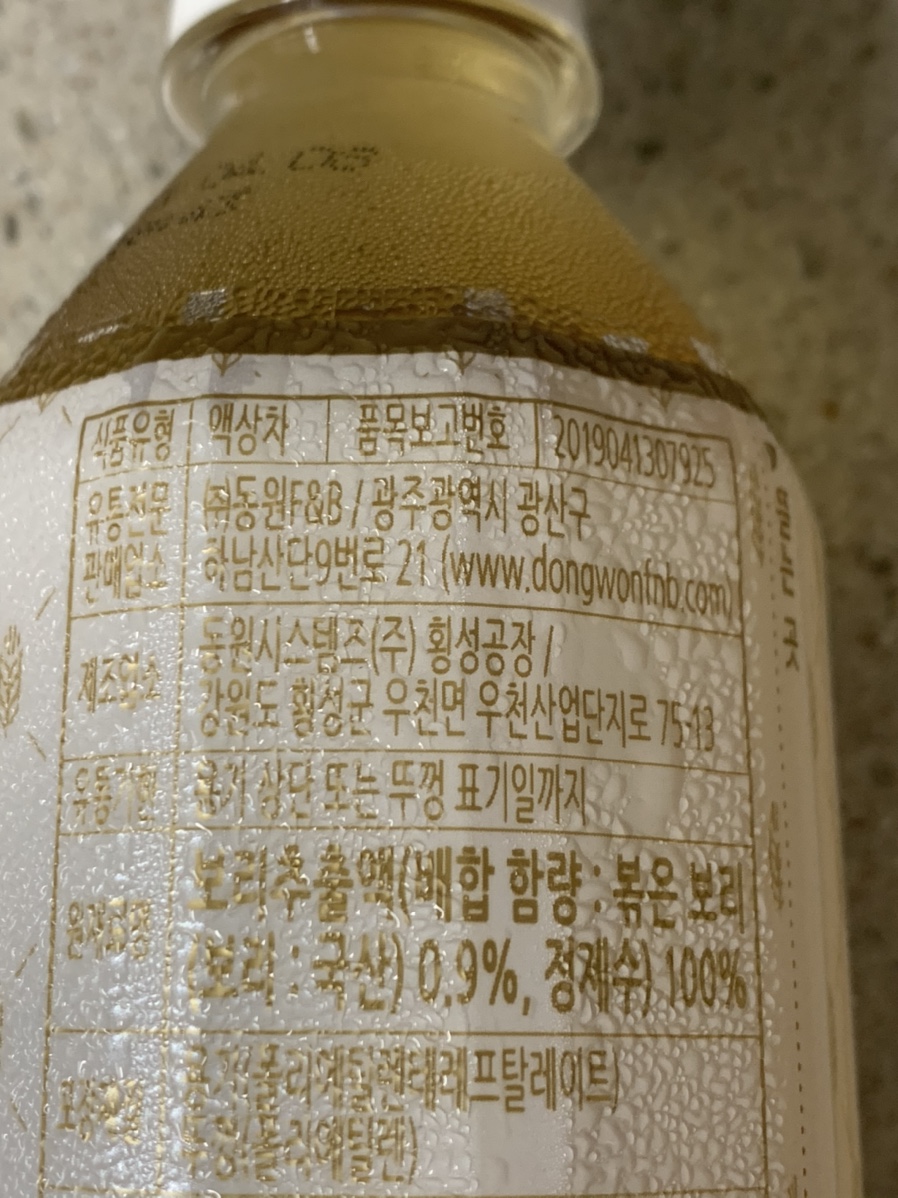 식품유형 액상차 품목보고번호 2019041307925
유통전문 ㈜동원F&B / 광주광역시 광산구
판매업소 하남산단9번로 21 (www.dongwonfnb.com)
제조업소 동원시스템즈(주) 횡성공장 /
강원도 횡성군 우천면 우천산업단지로 75-13
유통기한 용기 상단 또는 뚜껑 표기일까지
원재료명 보리추출액(배합 함량 : 볶은 보리
(보리 : 국산) 0.9%, 정제수) 100%
용기(폴리에틸렌테레프탈레이트)
뚜껑(폴리에틸렌)